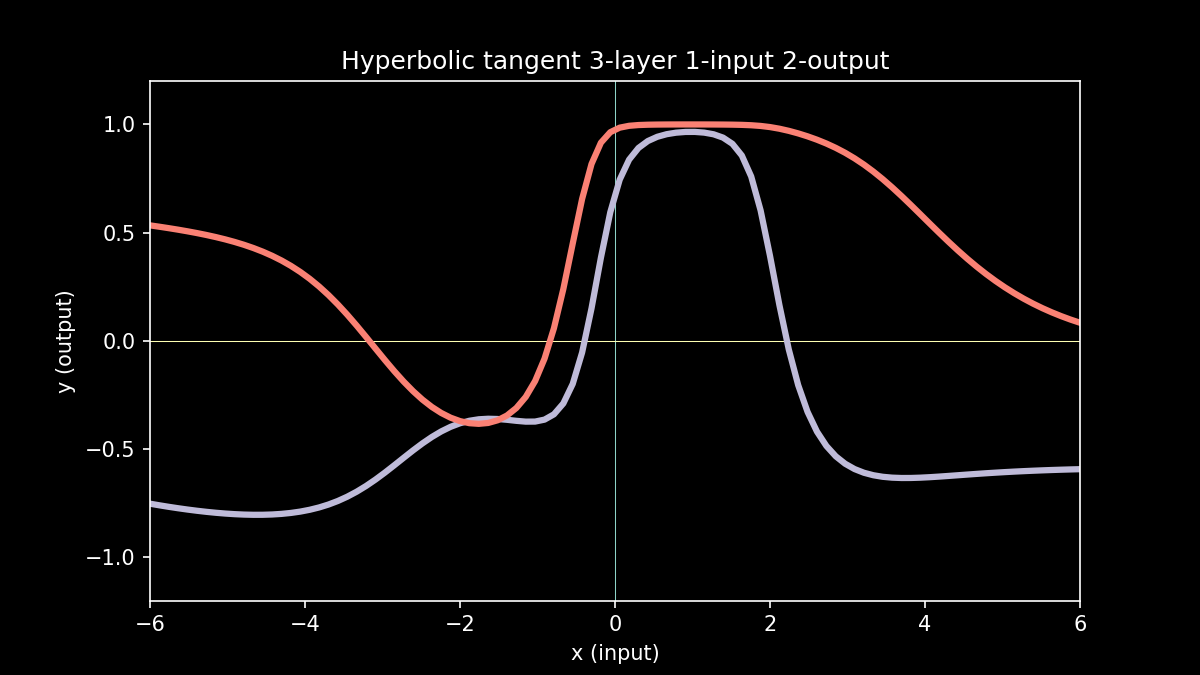 Hyperbolic tangent 3-layer 1-input 2-output
1.0
0.5
0.0
−0.5
−1.0
y (output)
−6 −4 −2 0 2 4 6
x (input)